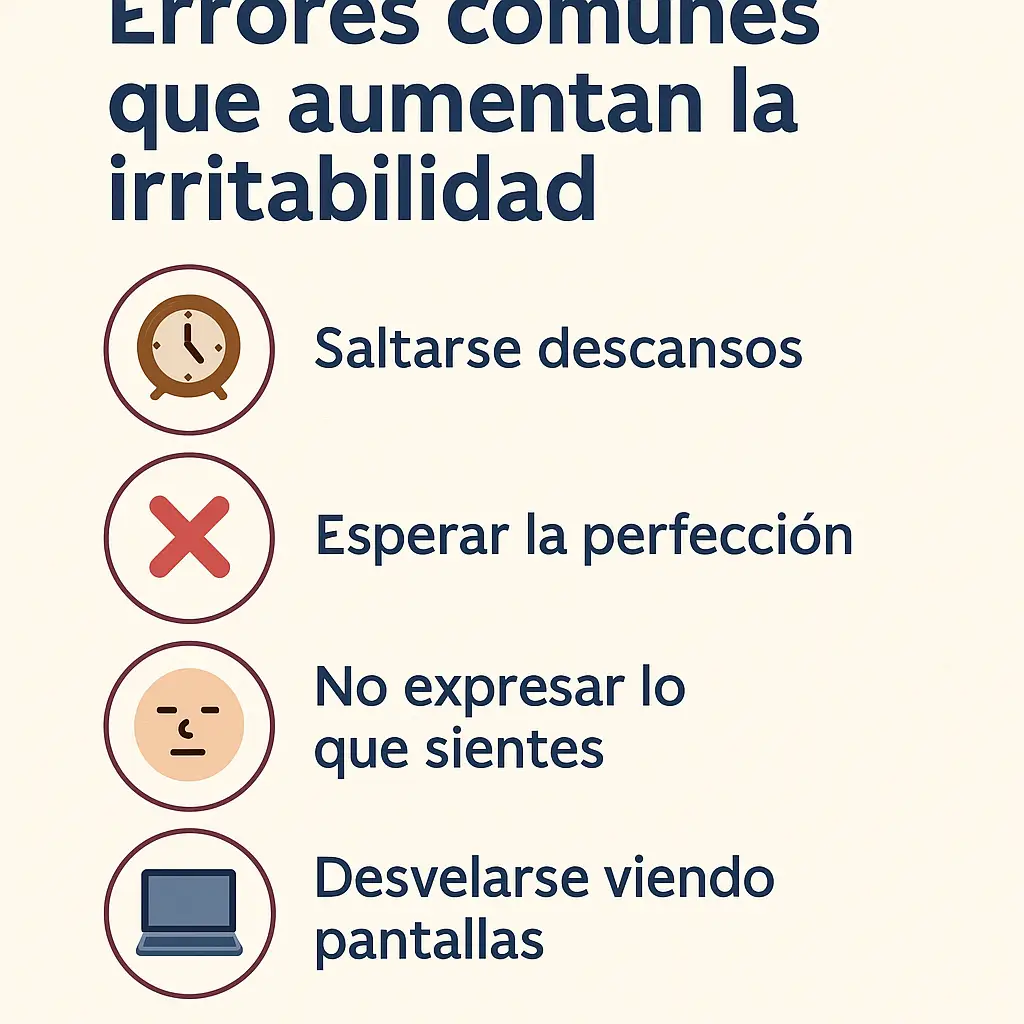 Errores comunes
que aumentan la
irritabilidad
Saltarse descansos
Esperar la perfección
No expresar lo
que sientes
Desvelarse viendo
pantallas